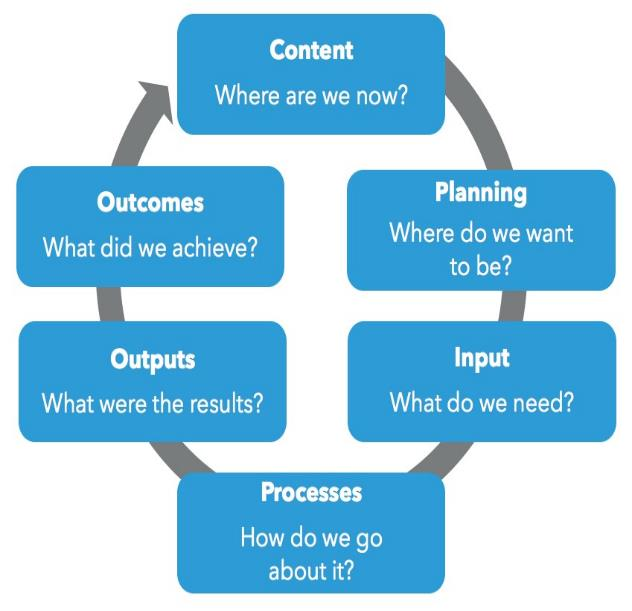 Content
Where are we now?
Planning
Where do we want
to be?
Input
What do we need?
Processes
How do we go
about it?
Outputs
What were the results?
Outcomes
What did we achieve?